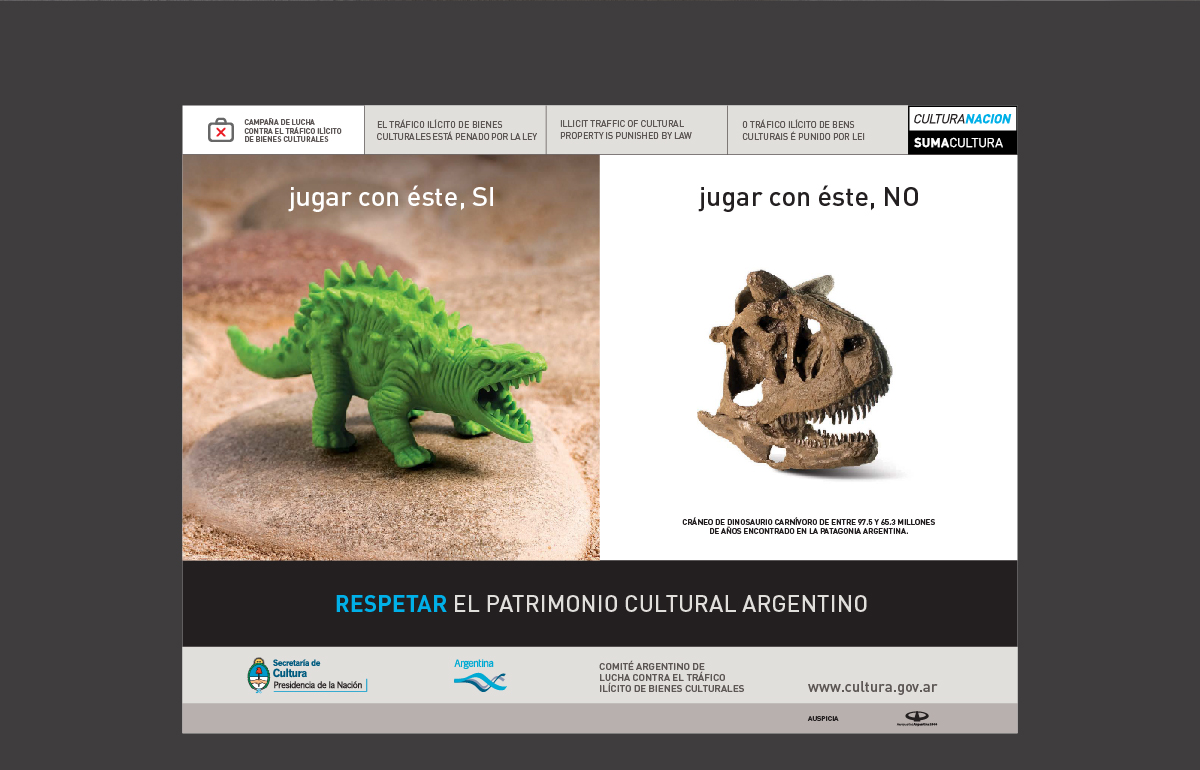 CAMPAÑA DE LUCHA
CONTRA EL TRÁFICO ILÍCITO
DE BIENES CULTURALES
EL TRÁFICO ILÍCITO DE BIENES
CULTURALES ESTÁ PENADO POR LA LEY
ILLICIT TRAFFIC OF CULTURAL
PROPERTY IS PUNISHED BY LAW
O TRÁFICO ILÍCITO DE BENS
CULTURAIS É PUNIDO POR LEI
CULTURANACION
SUMACULTURA
jugar con éste, SI
jugar con éste, NO
CRÁNEO DE DINOSAURIO CARNÍVORO DE ENTRE 97.5 Y 65.3 MILLONES
DE AÑOS ENCONTRADO EN LA PATAGONIA ARGENTINA.
RESPETAR EL PATRIMONIO CULTURAL ARGENTINO
Secretaría de
Cultura
Presidencia de la Nación
Argentina
COMITÉ ARGENTINO DE
LUCHA CONTRA EL TRÁFICO
ILÍCITO DE BIENES CULTURALES
www.cultura.gov.ar
AUSPICIA